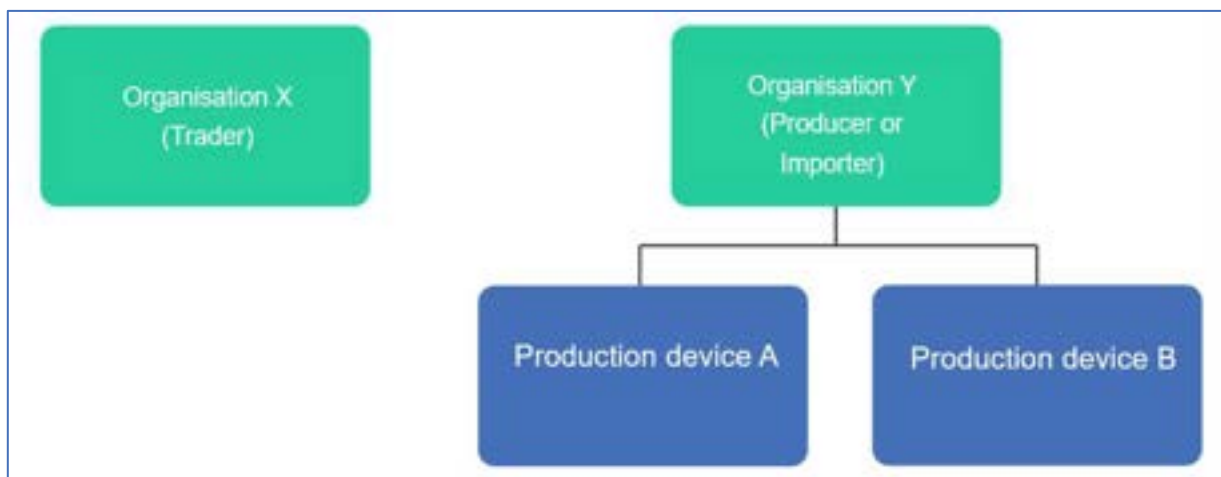 Organisation X
(Trader)
Organisation Y
(Producer or
Importer)
Production device A
Production device B